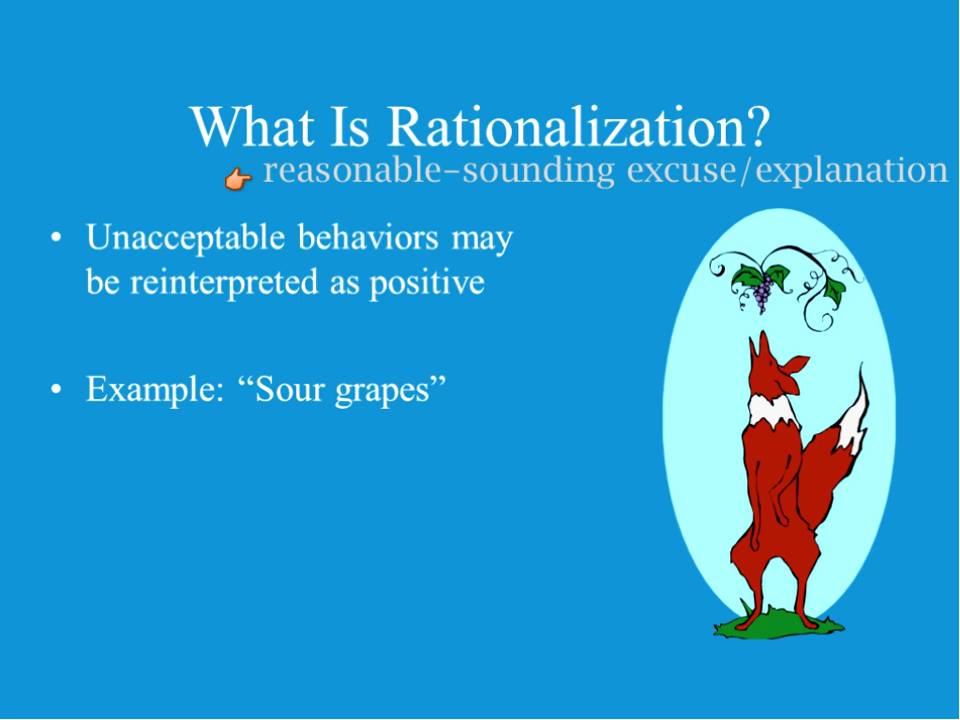 What Is Rationalization?
reasonable-sounding excuse/explanation
• Unacceptable behaviors may
be reinterpreted as positive
• Example: “Sour grapes”